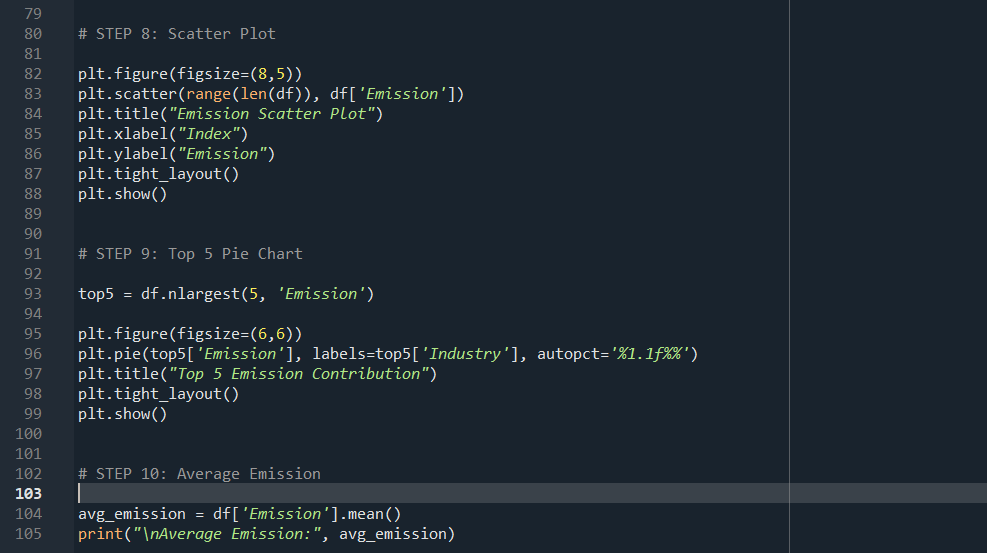 79
80 # STEP 8: Scatter Plot
81
82 plt.figure(figsize=(8,5))
83 plt.scatter(range(len(df)), df['Emission'])
84 plt.title("Emission Scatter Plot")
85 plt.xlabel("Index")
86 plt.ylabel("Emission")
87 plt.tight_layout()
88 plt.show()
89
90
91 # STEP 9: Top 5 Pie Chart
92
93 top5 = df.nlargest(5, 'Emission')
94
95 plt.figure(figsize=(6,6))
96 plt.pie(top5['Emission'], labels=top5['Industry'], autopct='%1.1f%%')
97 plt.title("Top 5 Emission Contribution")
98 plt.tight_layout()
99 plt.show()
100
101
102 # STEP 10: Average Emission
103
104 avg_emission = df['Emission'].mean()
105 print("\nAverage Emission:", avg_emission)